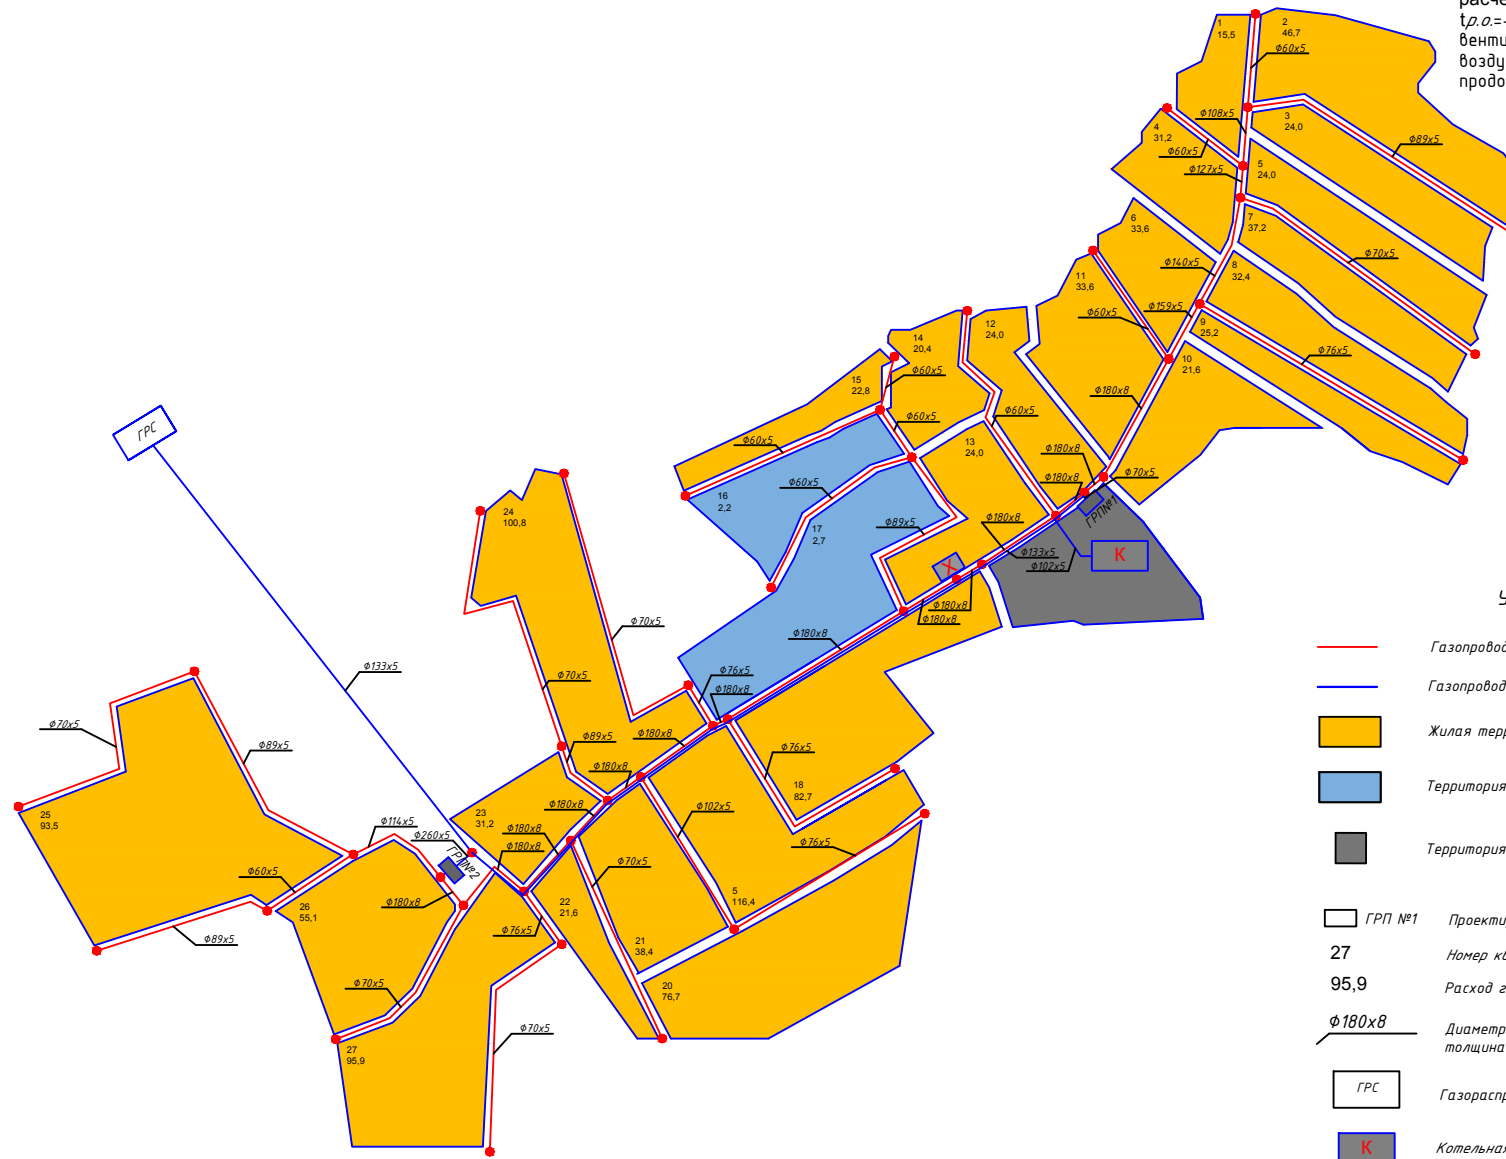 расче
tр.о.=-
венти
возду
продо
1
15,5
2
46,7
Ф60х5
3
24,0
Ф108х5
Ф89х5
4
31,2
Ф60х5
Ф127х5
5
24,0
6
33,6
7
37,2
Ф140х5
8
32,4
Ф70х5
11
33,6
Ф159х5
Ф60х5
9
25,2
Ф76х5
10
21,6
12
24,0
14
20,4
Ф60х5
15
22,8
Ф180х8
Ф60х5
Ф60х5
13
24,0
Ф60х5
Ф180х8
Ф180х8
Ф70х5
ГРП№1
ГРС
Ф60х5
16
2,2
17
2,7
Ф89х5
Ф180х8
Ф133х5
Ф102х5
К
Ф180х8
Ф180х8
24
100,8
Ф70х5
Ф180х8
Ф76х5
Ф180х8
Ф133х5
Ф70х5
Ф70х5
Ф89х5
Ф180х8
Ф89х5
Ф180х8
Ф76х5
18
82,7
25
93,5
Ф114х5
Ф260х5
23
31,2
Ф180х8
Ф180х8
Ф180х8
ГРП№2
Ф102х5
Ф76х5
Ф60х5
26
55,1
Ф180х8
Ф70х5
5
116,4
Ф89х5
Ф76х5
22
21,6
21
38,4
Ф70х5
20
76,7
Ф70х5
27
95,9
У
Газопровод
Газопровод
Жилая терр
Территория
Территория
ГРП №1
Проекти
27
Номер кв
95,9
Расход г
Ф180х8
Диаметр
толщина
ГРС
Газораспр
К
Котельная